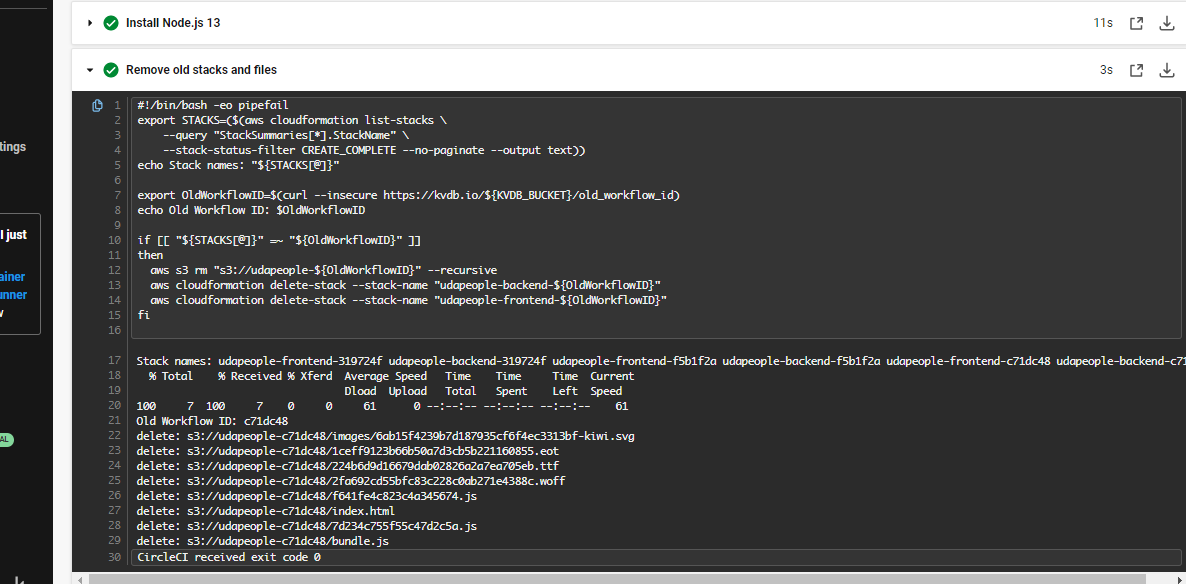 Install Node.js 13
11s
Remove old stacks and files
3s
tings
I just
ainer
unner
AL
1 #!/bin/bash -eo pipefail
2 export STACKS=($(aws cloudformation list-stacks \
3 --query "StackSummaries[*].StackName" \
4 --stack-status-filter CREATE_COMPLETE --no-paginate --output text))
5 echo Stack names: "${STACKS[@]}"
6
7 export OldWorkflowID=$(curl --insecure https://kvdb.io/${KVDB_BUCKET}/old_workflow_id)
8 echo Old Workflow ID: $OldWorkflowID
9
10 if [[ "${STACKS[@]}" =~ "${OldWorkflowID}" ]]
11 then
12 aws s3 rm "s3://udapeople-${OldWorkflowID}" --recursive
13 aws cloudformation delete-stack --stack-name "udapeople-backend-${OldWorkflowID}"
14 aws cloudformation delete-stack --stack-name "udapeople-frontend-${OldWorkflowID}"
15 fi
16
17 Stack names: udapeople-frontend-319724f udapeople-backend-319724f udapeople-frontend-f5b1f2a udapeople-backend-f5b1f2a udapeople-frontend-c71dc48 udapeople-backend-c71
18 % Total % Received % Xferd Average Speed Time Time Time Current
19 Dload Upload Total Spent Left Speed
20 100 7 100 7 0 0 61 0 --:--:-- --:--:-- --:--:-- 61
21 Old Workflow ID: c71dc48
22 delete: s3://udapeople-c71dc48/images/6ab15f4239b7d187935cf6f4ec3313bf-kiwi.svg
23 delete: s3://udapeople-c71dc48/1ceff9123b66b50a7d3cb5b221160855.eot
24 delete: s3://udapeople-c71dc48/224b6d9d16679dab02826a2a7ea705eb.ttf
25 delete: s3://udapeople-c71dc48/2fa692cd55bfc83c228c0ab271e4388c.woff
26 delete: s3://udapeople-c71dc48/f641fe4c823c4a345674.js
27 delete: s3://udapeople-c71dc48/index.html
28 delete: s3://udapeople-c71dc48/7d234c755f55c47d2c5a.js
29 delete: s3://udapeople-c71dc48/bundle.js
30 CircleCI received exit code 0